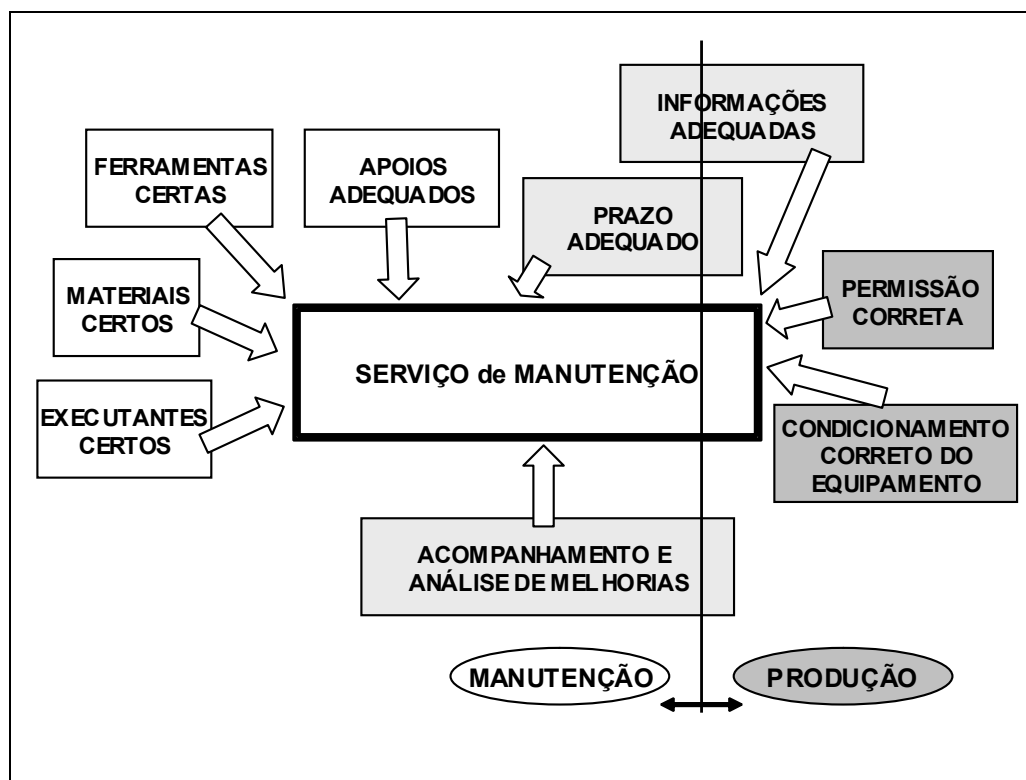 INFORMAÇÕES
ADEQUADAS
FERRAMENTAS
CERTAS
APOIOS
ADEQUADOS
PRAZO
ADEQUADO
MATERIAIS
CERTOS
PERMISSÃO
CORRETA
SERVIÇO de MANUTENÇÃO
EXECUTANTES
CERTOS
CONDICIONAMENTO
CORRETO DO
EQUIPAMENTO
ACOMPANHAMENTO E
ANÁLISE DE MELHORIAS
MANUTENÇÃO
PRODUÇÃO